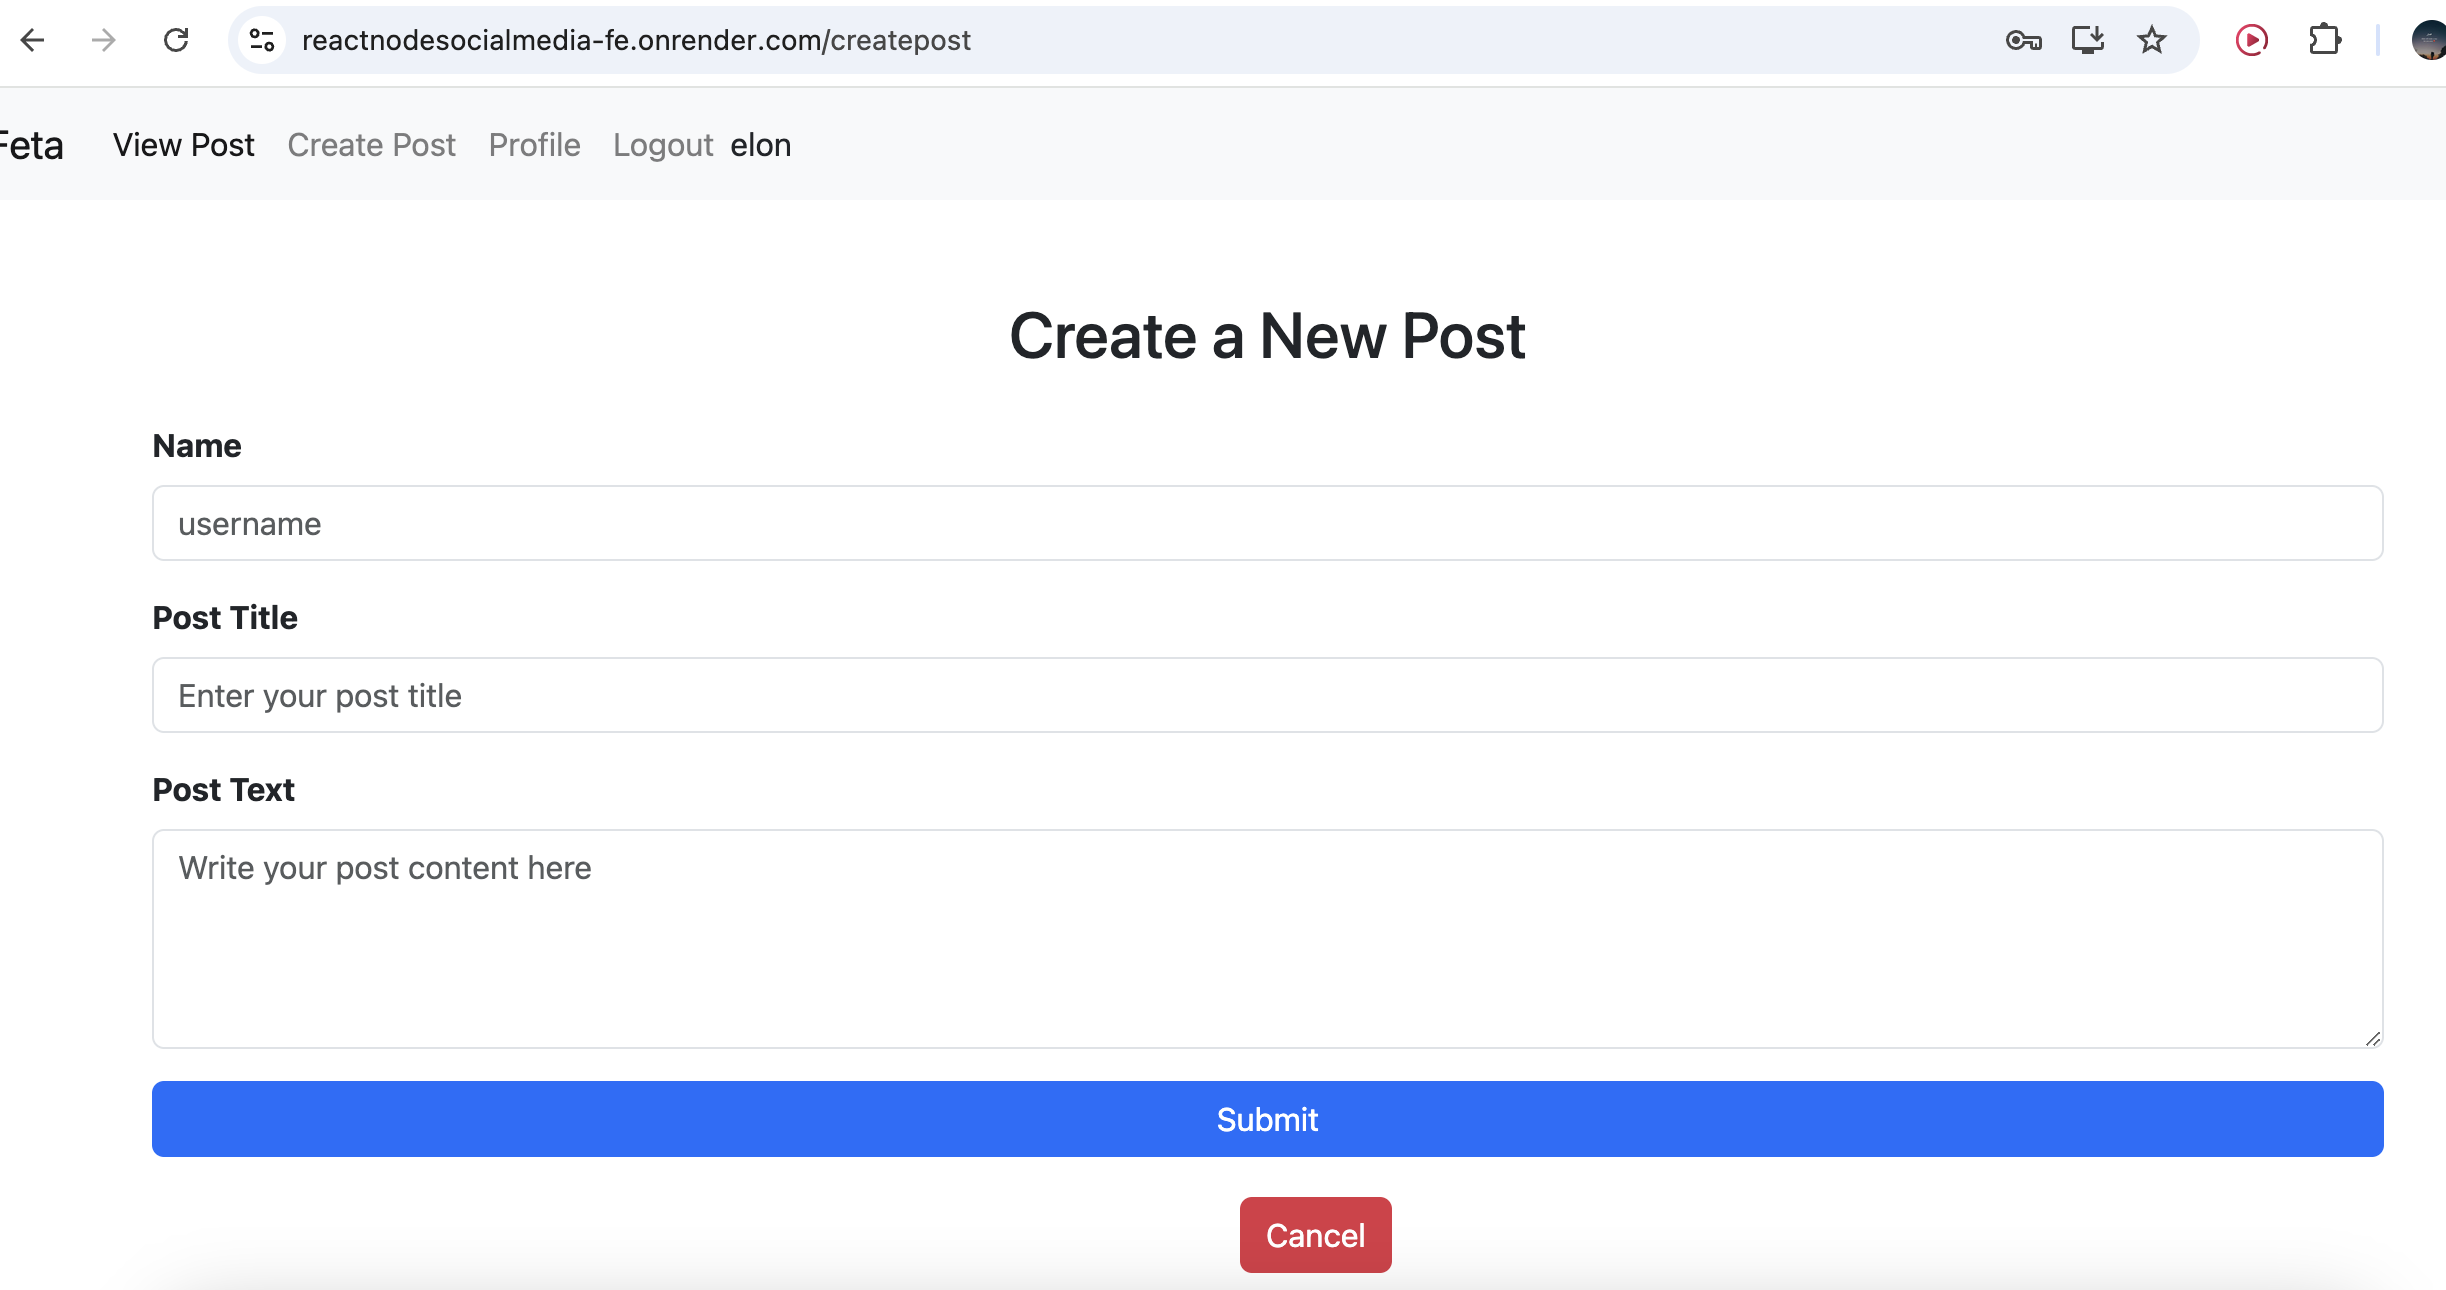 reactnodesocialmedia-fe.onrender.com/createpost
Feta View Post Create Post Profile Logout elon
Create a New Post
Name
username
Post Title
Enter your post title
Post Text
Write your post content here
Submit
Cancel